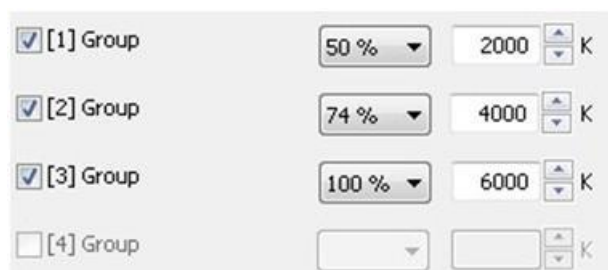 [1] Group 50 % 2000 K
[2] Group 74 % 4000 K
[3] Group 100 % 6000 K
[4] Group K